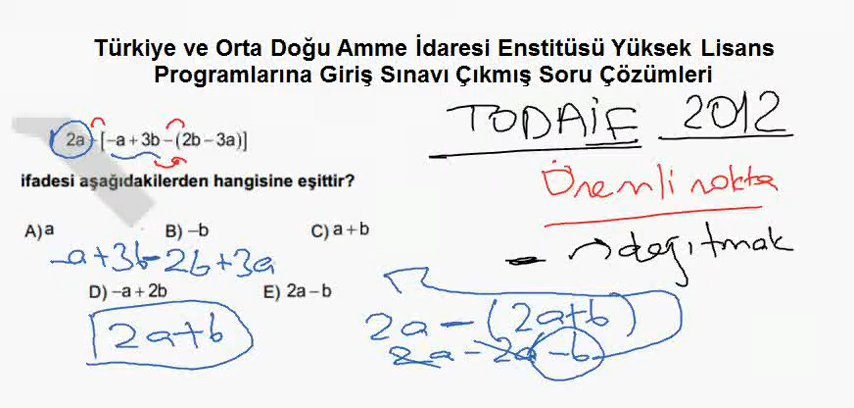 Türkiye ve Orta Doğu Amme İdaresi Enstitüsü Yüksek Lisans
Programlarına Giriş Sınavı Çıkmış Soru Çözümleri
TODAİE 2012
2a-[-a+3b-(2b-3a)]
ifadesi aşağıdakilerden hangisine eşittir?
Önemli nokta
A) a B) -b C) a+b
- → dağıtmak
-a+3b-2b+3a
D) -a+2b E) 2a-b
2a+b
2a-(2a+b)
2a-2a-b